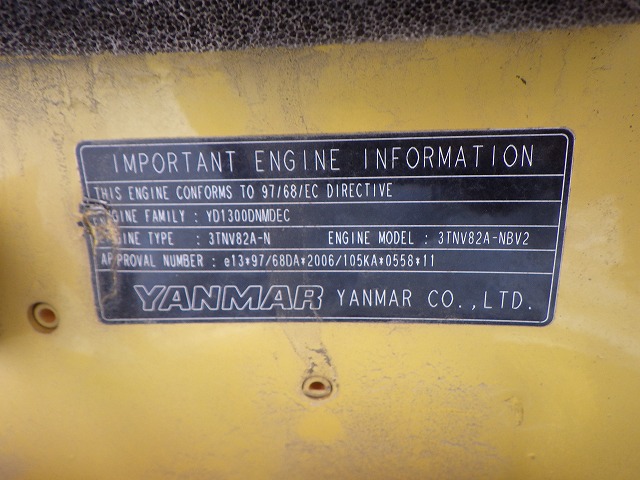 IMPORTANT ENGINE INFORMATION
THIS ENGINE CONFORMS TO 97/68/EC DIRECTIVE
ENGINE FAMILY : YD1300DNMDEC
ENGINE TYPE : 3TNV82A-N ENGINE MODEL : 3TNV82A-NBV2
APPROVAL NUMBER : e13*97/68DA*2006/105KA*0558*11
YANMAR YANMAR CO.,LTD.